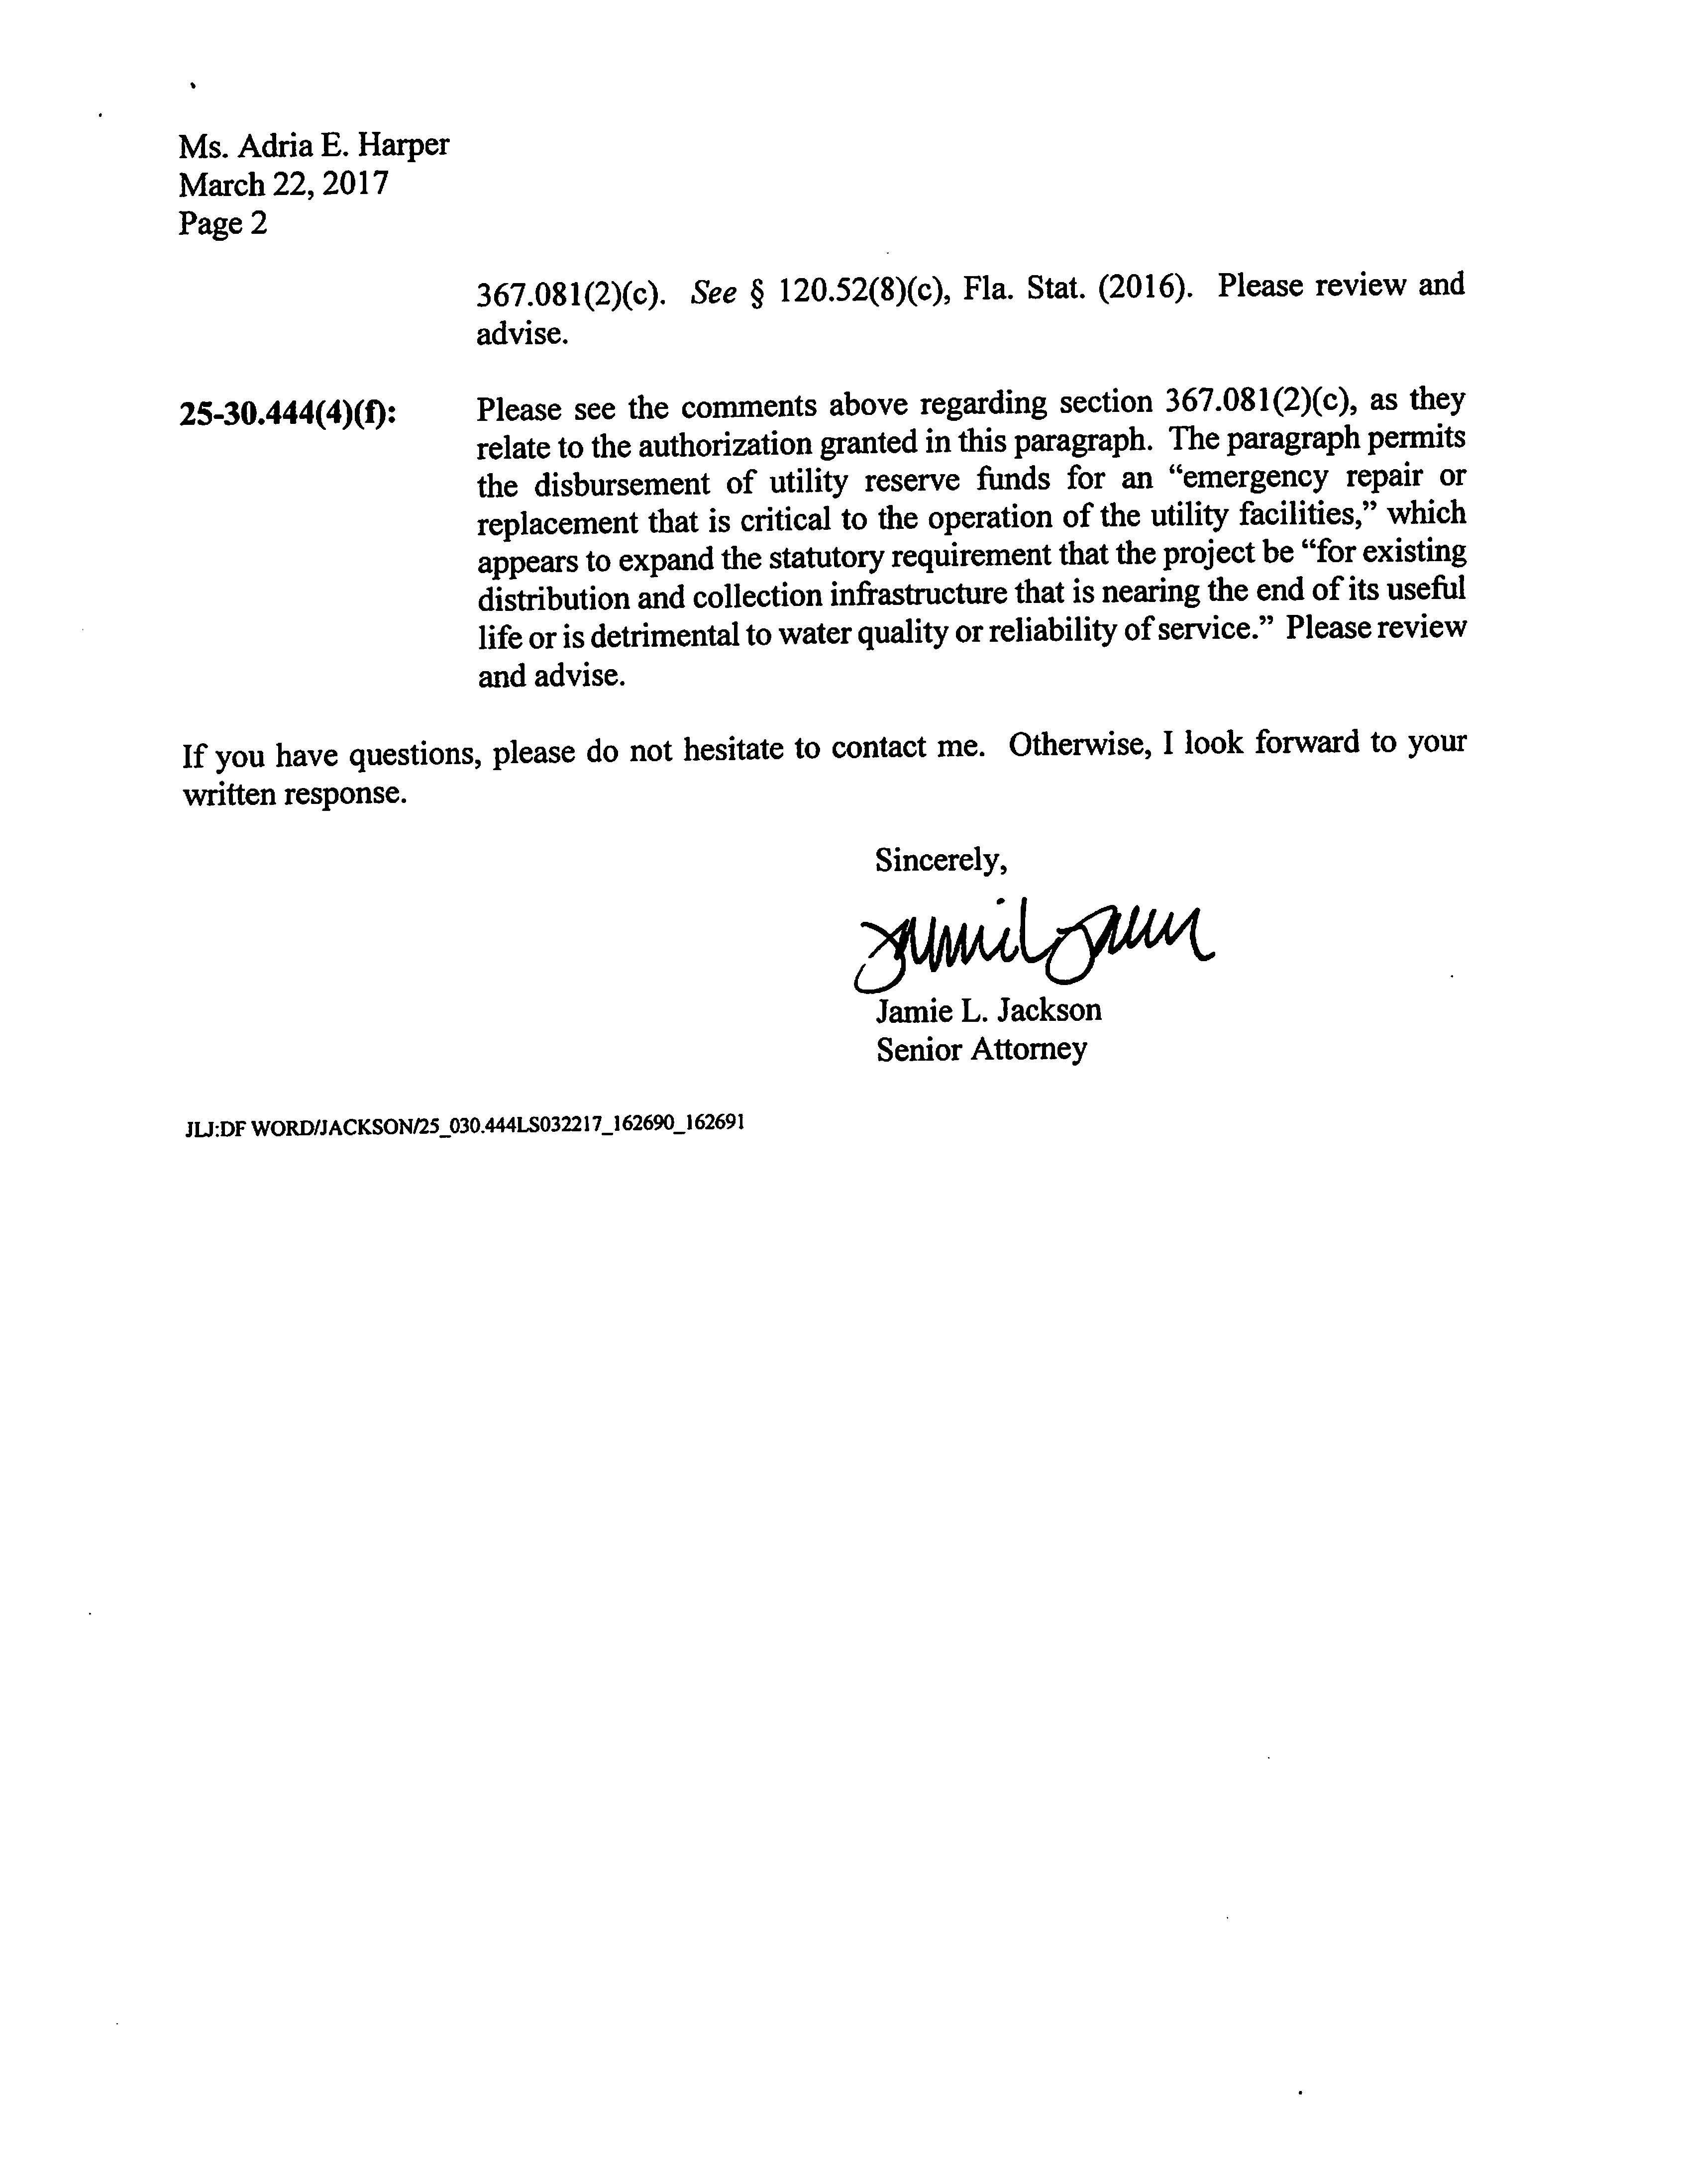 Ms. Adria E. Harper
March 22, 2017
Page 2
367.081(2)(c). See § 120.52(8)(c), Fla. Stat. (2016). Please review and
advise.
25-30.444(4)(f): Please see the comments above regarding section 367.081(2)(c), as they
relate to the authorization granted in this paragraph. The paragraph permits
the disbursement of utility reserve funds for an “emergency repair or
replacement that is critical to the operation of the utility facilities,” which
appears to expand the statutory requirement that the project be “for existing
distribution and collection infrastructure that is nearing the end of its useful
life or is detrimental to water quality or reliability of service.” Please review
and advise.
If you have questions, please do not hesitate to contact me. Otherwise, I look forward to your
written response.
Sincerely,
Jamie L. Jackson
Senior Attorney
JLJ:DF WORD/JACKSON/25_030.444LS032217_162690_162691